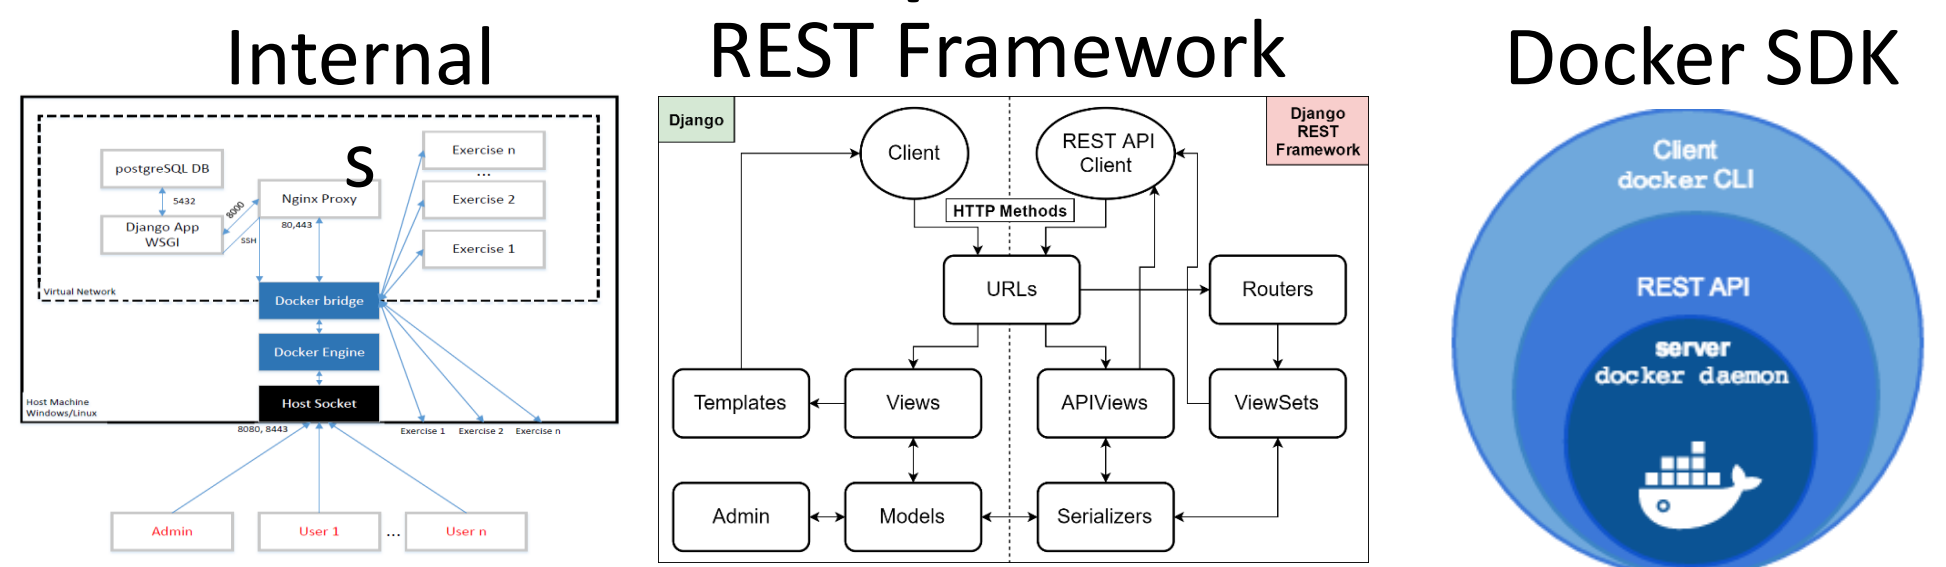 Internal
s
postgreSQL DB
5432
Django App
WSGI
8000
SSH
Nginx Proxy
80,443
Exercise n
...
Exercise 2
Exercise 1
Virtual Network
Docker bridge
Docker Engine
Host Socket
Host Machine
Windows/Linux
8080, 8443
Exercise 1
Exercise 2
Exercise n
Admin
User 1
...
User n
REST Framework
Django
Django
REST
Framework
Client
REST API
Client
HTTP Methods
URLs
Routers
Templates
Views
APIViews
ViewSets
Admin
Models
Serializers
Docker SDK
Client
docker CLI
REST API
server
docker daemon